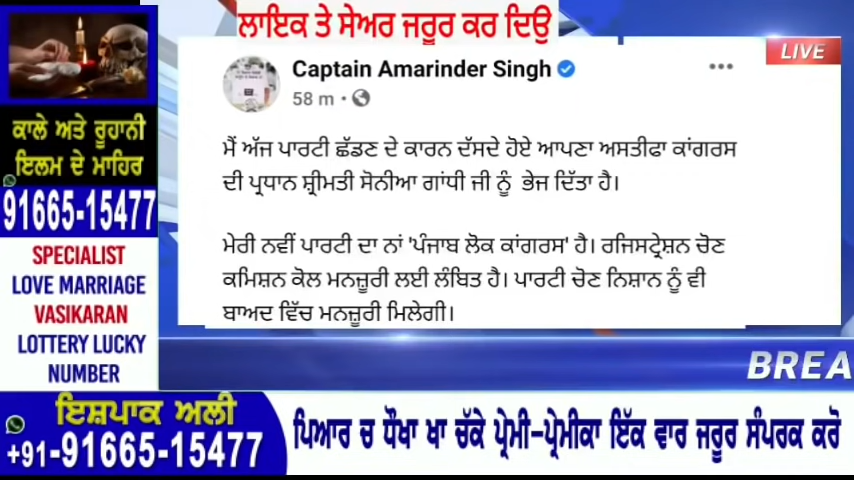 ਲਾਇਕ ਤੇ ਸੇਅਰ ਜਰੂਰ ਕਰ ਦਿਉ
LIVE
Captain Amarinder Singh
58 m ·
ਮੈਂ ਅੱਜ ਪਾਰਟੀ ਛੱਡਣ ਦੇ ਕਾਰਨ ਦੱਸਦੇ ਹੋਏ ਆਪਣਾ ਅਸਤੀਫਾ ਕਾਂਗਰਸ
ਦੀ ਪ੍ਰਧਾਨ ਸ਼੍ਰੀਮਤੀ ਸੋਨੀਆ ਗਾਂਧੀ ਜੀ ਨੂੰ ਭੇਜ ਦਿੱਤਾ ਹੈ।
ਮੇਰੀ ਨਵੀਂ ਪਾਰਟੀ ਦਾ ਨਾਂ 'ਪੰਜਾਬ ਲੋਕ ਕਾਂਗਰਸ' ਹੈ। ਰਜਿਸਟ੍ਰੇਸ਼ਨ ਚੋਣ
ਕਮਿਸ਼ਨ ਕੋਲ ਮਨਜ਼ੂਰੀ ਲਈ ਲੰਬਿਤ ਹੈ। ਪਾਰਟੀ ਚੋਣ ਨਿਸ਼ਾਨ ਨੂੰ ਵੀ
ਬਾਅਦ ਵਿੱਚ ਮਨਜ਼ੂਰੀ ਮਿਲੇਗੀ।
ਕਾਲੇ ਅਤੇ ਰੂਹਾਨੀ
ਇਲਮ ਦੇ ਮਾਹਿਰ
91665-15477
SPECIALIST
LOVE MARRIAGE
VASIKARAN
LOTTERY LUCKY
NUMBER
BREA
ਇਸ਼ਪਾਕ ਅਲੀ
+91-91665-15477
ਪਿਆਰ ਚ ਧੌਖਾ ਖਾ ਚੱਕੇ ਪ੍ਰੇਮੀ-ਪ੍ਰੇਮੀਕਾ ਇੱਕ ਵਾਰ ਜਰੂਰ ਸੰਪਰਕ ਕਰੋ